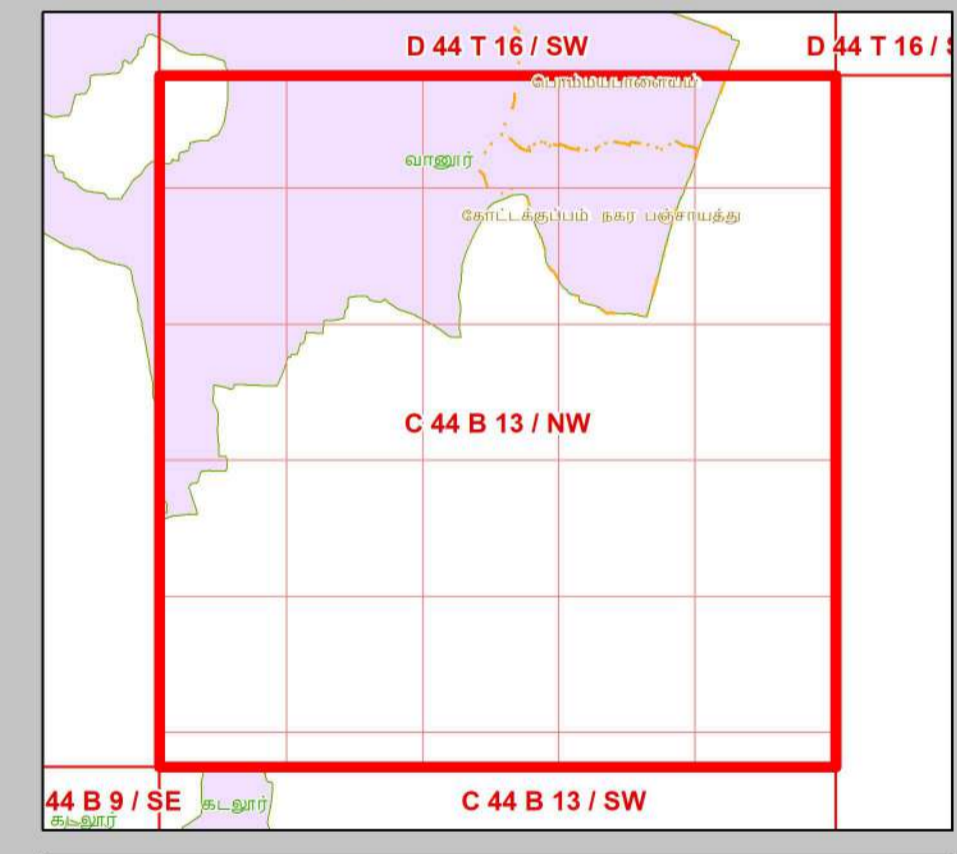 D 44 T 16 / SW
D 44 T 16 /
பொம்மயபாளையம்
வானூர்
கோட்டக்குப்பம் நகர பஞ்சாயத்து
C 44 B 13 / NW
44 B 9 / SE
கடலூர்
C 44 B 13 / SW
கடலூர்